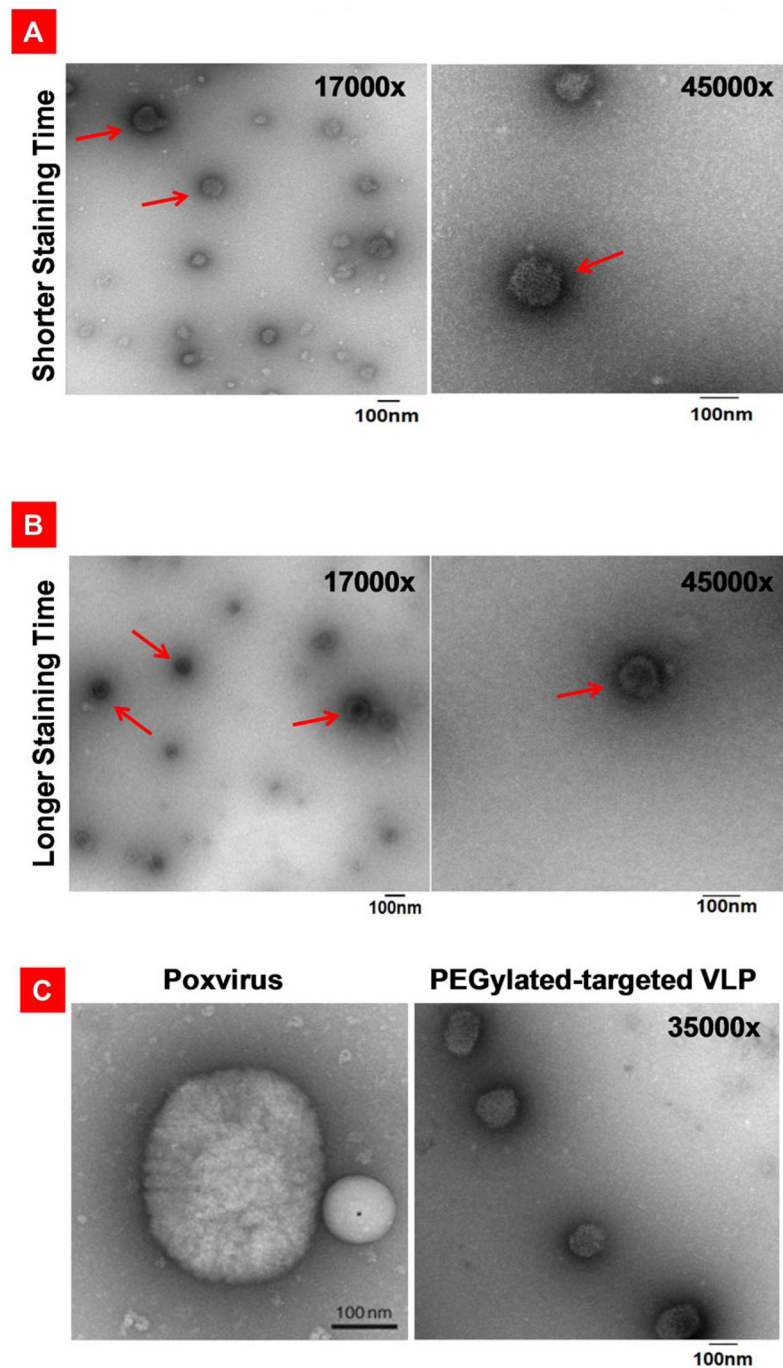 A
Shorter Staining Time
17000x
45000x
100nm
100nm
B
Longer Staining Time
17000x
45000x
100nm
100nm
C
Poxvirus
PEGylated-targeted VLP
35000x
100 nm
100nm